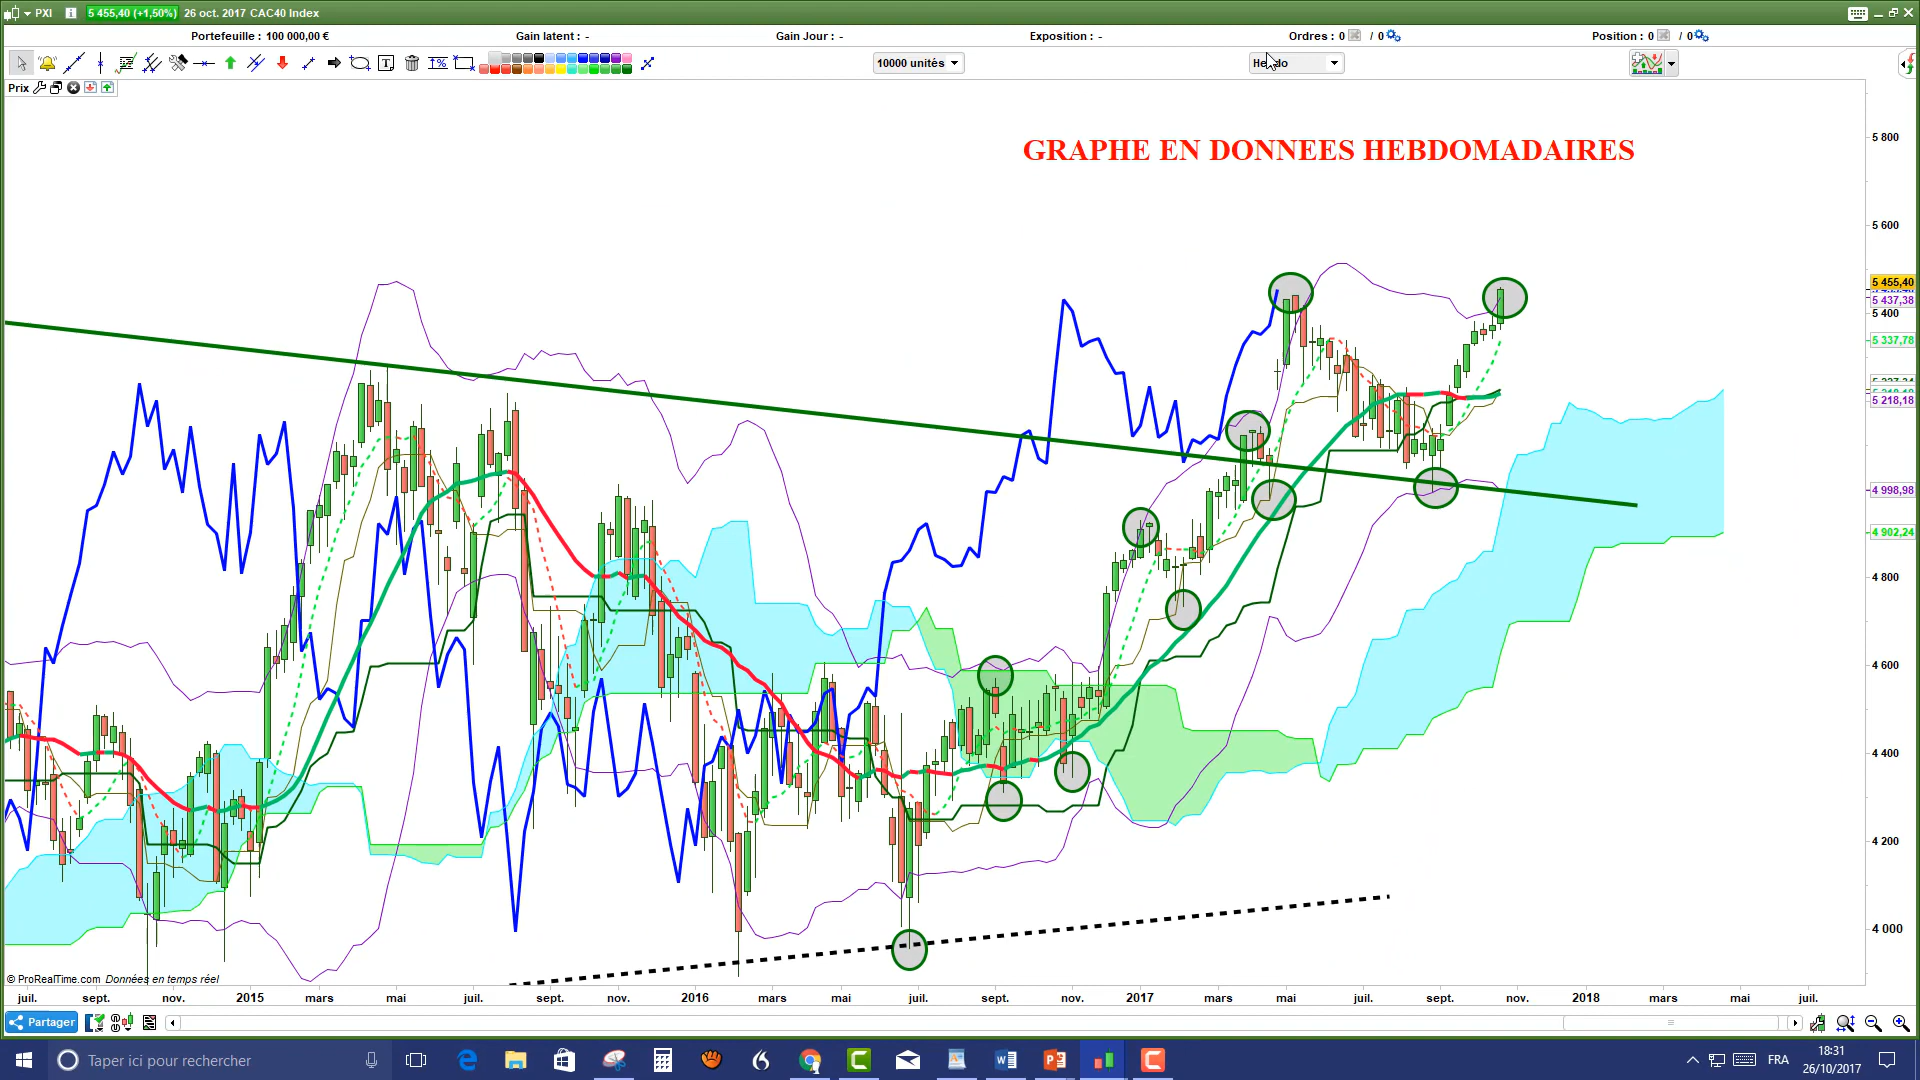 PXI 5 455,40 (+1,50%) 26 oct. 2017 CAC40 Index
Portefeuille : 100 000,00 € Gain latent : - Gain Jour : - Exposition : - Ordres : 0 / 0 Position : 0 / 0
10000 unités
Prix
GRAPHE EN DONNEES HEBDOMADAIRES
5 800
5 600
5 455,40
5 437,38
5 400
5 337,78
5 218,18
4 998,98
4 902,24
4 800
4 600
4 400
4 200
4 000
© ProRealTime.com Données en temps réel
juil. sept. nov. 2015 mars mai juil. sept. nov. 2016 mars mai juil. sept. nov. 2017 mars mai juil. sept. nov. 2018 mars mai juil.
Partager
Taper ici pour rechercher
FRA
18:31
26/10/2017